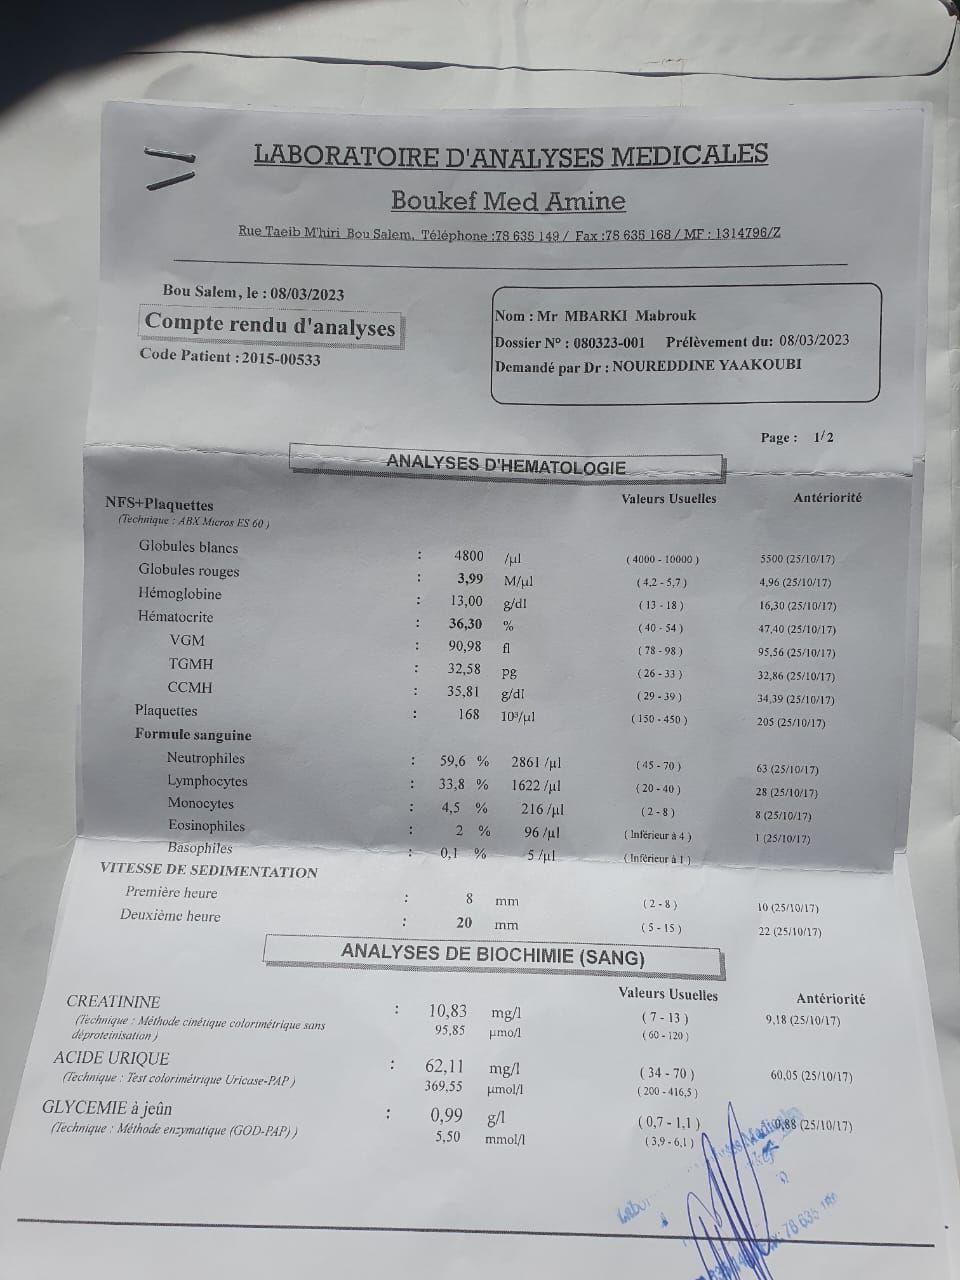 LABORATOIRE D'ANALYSES MEDICALES
Boukef Med Amine
Rue Taeib M'hiri Bou Salem, Téléphone :78 635 149 / Fax :78 635 168 / MF : 1314796/Z
Bou Salem, le : 08/03/2023
Compte rendu d'analyses
Code Patient : 2015-00533
Nom : Mr MBARKI Mabrouk
Dossier N° : 080323-001 Prélèvement du: 08/03/2023
Demandé par Dr : NOUREDDINE YAAKOUBI
Page : 1/2
ANALYSES D'HEMATOLOGIE
NFS+Plaquettes Valeurs Usuelles Antériorité
(Technique : ABX Micros ES 60 )
Globules blancs : 4800 /µl ( 4000 - 10000 ) 5500 (25/10/17)
Globules rouges : 3,99 M/µl ( 4,2 - 5,7 ) 4,96 (25/10/17)
Hémoglobine : 13,00 g/dl ( 13 - 18 ) 16,30 (25/10/17)
Hématocrite : 36,30 % ( 40 - 54 ) 47,40 (25/10/17)
VGM : 90,98 fl ( 78 - 98 ) 95,56 (25/10/17)
TGMH : 32,58 pg ( 26 - 33 ) 32,86 (25/10/17)
CCMH : 35,81 g/dl ( 29 - 39 ) 34,39 (25/10/17)
Plaquettes : 168 10³/µl ( 150 - 450 ) 205 (25/10/17)
Formule sanguine
Neutrophiles : 59,6 % 2861 /µl ( 45 - 70 ) 63 (25/10/17)
Lymphocytes : 33,8 % 1622 /µl ( 20 - 40 ) 28 (25/10/17)
Monocytes : 4,5 % 216 /µl ( 2 - 8 ) 8 (25/10/17)
Eosinophiles : 2 % 96 /µl ( Inférieur à 4 ) 1 (25/10/17)
Basophiles : 0,1 % 5 /µl ( Inférieur à 1 )
VITESSE DE SEDIMENTATION
Première heure : 8 mm ( 2 - 8 ) 10 (25/10/17)
Deuxième heure : 20 mm ( 5 - 15 ) 22 (25/10/17)
ANALYSES DE BIOCHIMIE (SANG)
Valeurs Usuelles Antériorité
CREATININE : 10,83 mg/l ( 7 - 13 ) 9,18 (25/10/17)
(Technique : Méthode cinétique colorimétrique sans 95,85 µmo/l ( 60 - 120 )
déproteinisation )
ACIDE URIQUE : 62,11 mg/l ( 34 - 70 ) 60,05 (25/10/17)
(Technique : Test colorimétrique Uricase-PAP ) 369,55 µmol/l ( 200 - 416,5 )
GLYCEMIE à jeûn : 0,99 g/l ( 0,7 - 1,1 ) 0,88 (25/10/17)
(Technique : Méthode enzymatique (GOD-PAP) ) 5,50 mmol/l ( 3,9 - 6,1 )